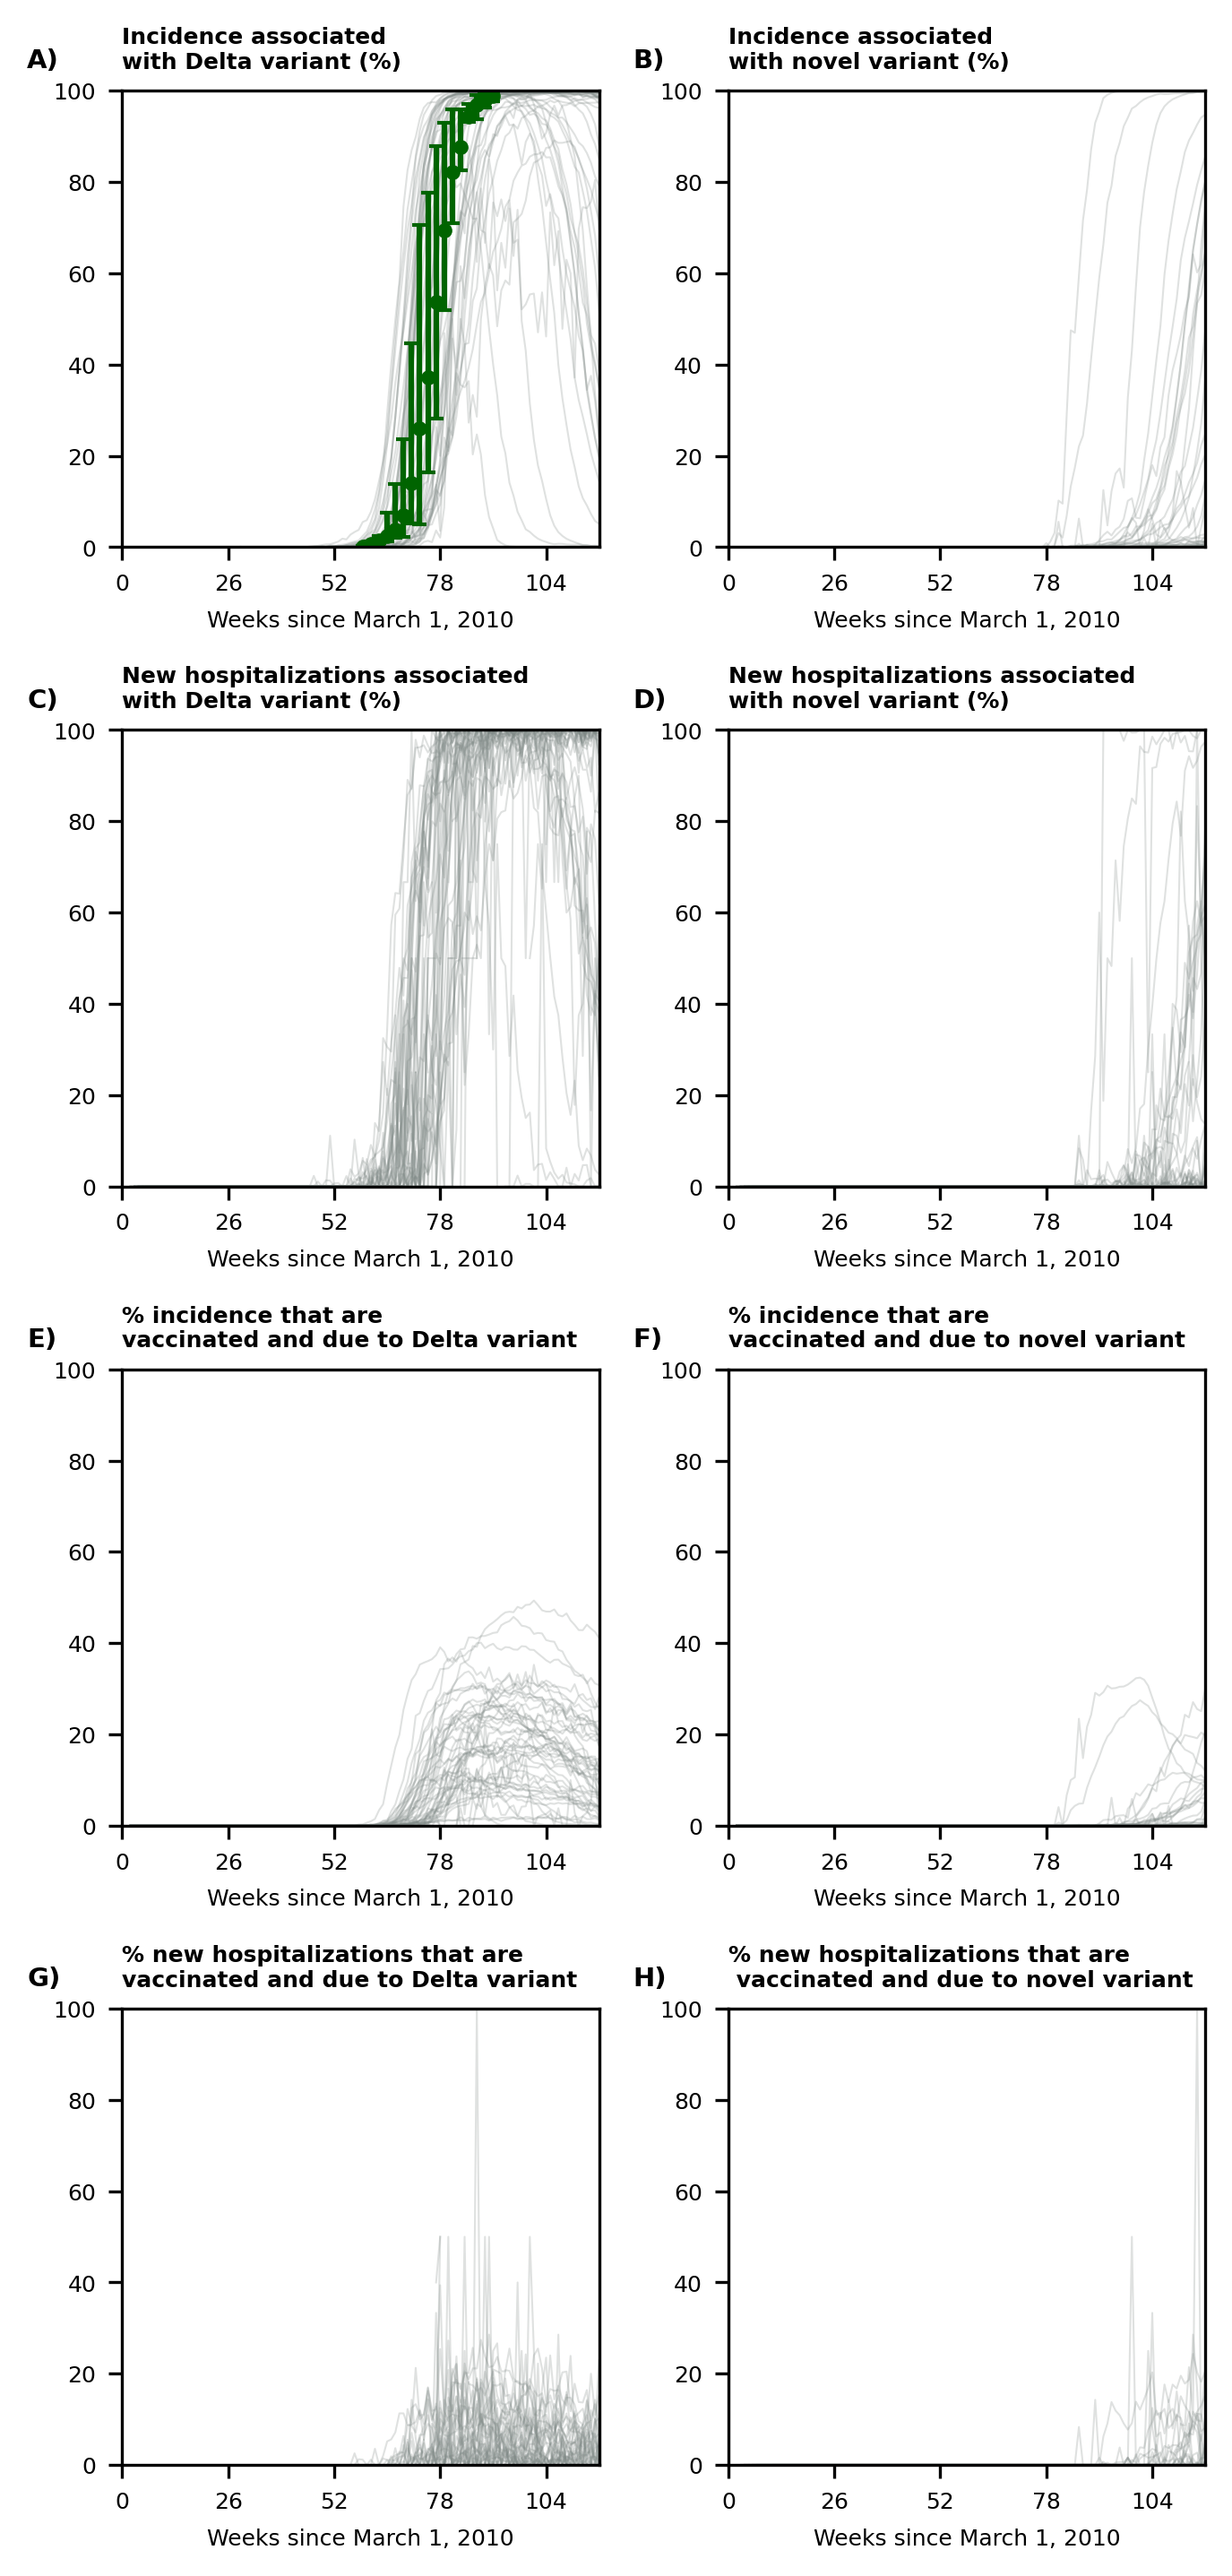 A)
Incidence associated
with Delta variant (%)
100
80
60
40
20
0
0 26 52 78 104
Weeks since March 1, 2010
B)
Incidence associated
with novel variant (%)
100
80
60
40
20
0
0 26 52 78 104
Weeks since March 1, 2010
C)
New hospitalizations associated
with Delta variant (%)
100
80
60
40
20
0
0 26 52 78 104
Weeks since March 1, 2010
D)
New hospitalizations associated
with novel variant (%)
100
80
60
40
20
0
0 26 52 78 104
Weeks since March 1, 2010
E)
% incidence that are
vaccinated and due to Delta variant
100
80
60
40
20
0
0 26 52 78 104
Weeks since March 1, 2010
F)
% incidence that are
vaccinated and due to novel variant
100
80
60
40
20
0
0 26 52 78 104
Weeks since March 1, 2010
G)
% new hospitalizations that are
vaccinated and due to Delta variant
100
80
60
40
20
0
0 26 52 78 104
Weeks since March 1, 2010
H)
% new hospitalizations that are
vaccinated and due to novel variant
100
80
60
40
20
0
0 26 52 78 104
Weeks since March 1, 2010